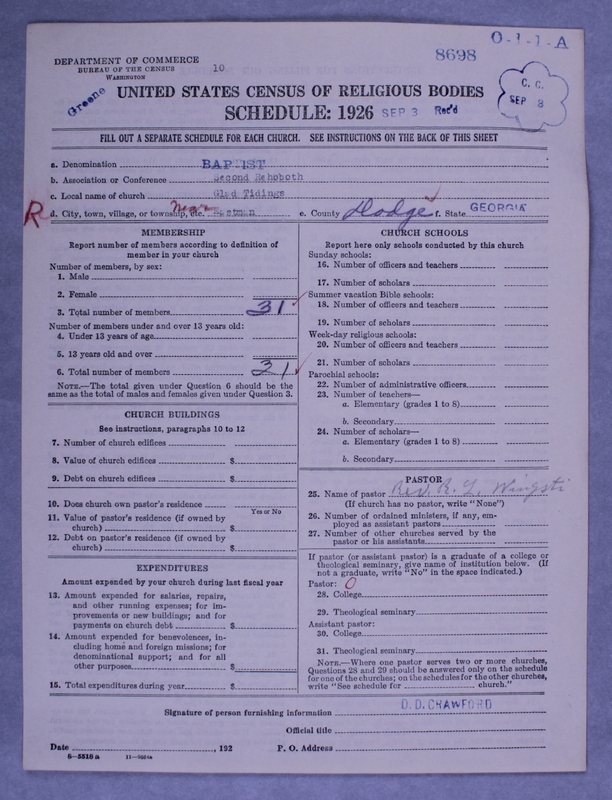 O-1-1-A
8698
DEPARTMENT OF COMMERCE
BUREAU OF THE CENSUS
WASHINGTON
10
Greene
UNITED STATES CENSUS OF RELIGIOUS BODIES
SCHEDULE: 1926 SEP 3 Rec'd
C. C.
SEP 8
FILL OUT A SEPARATE SCHEDULE FOR EACH CHURCH. SEE INSTRUCTIONS ON THE BACK OF THIS SHEET
a. Denomination BAPTIST
b. Association or Conference Second Rehoboth
c. Local name of church Glad Tidings
R d. City, town, village, or township, etc. near Eastman e. County Dodge f. State GEORGIA
MEMBERSHIP
Report number of members according to definition of
member in your church
Number of members, by sex:
1. Male
2. Female
3. Total number of members 31
Number of members under and over 13 years old:
4. Under 13 years of age
5. 13 years old and over
6. Total number of members 31
NOTE.—The total given under Question 6 should be
same as the total of males and females given under Question 3.
CHURCH BUILDINGS
See instructions, paragraphs 10 to 12
7. Number of church edifices
8. Value of church edifices $
9. Debt on church edifices $
10. Does church own pastor's residence
Yes or No
11. Value of pastor's residence (if owned by
church) $
12. Debt on pastor's residence (if owned by
church) $
EXPENDITURES
Amount expended by your church during last fiscal year
13. Amount expended for salaries, repairs,
and other running expenses; for im-
provements or new buildings; and for
payments on church debt $
14. Amount expended for benevolences, in-
cluding home and foreign missions; for
denominational support; and for all
other purposes $
15. Total expenditures during year $
CHURCH SCHOOLS
Report here only schools conducted by this church
Sunday schools:
16. Number of officers and teachers
17. Number of scholars
Summer vacation Bible schools:
18. Number of officers and teachers
19. Number of scholars
Week-day religious schools:
20. Number of officers and teachers
21. Number of scholars
Parochial schools:
22. Number of administrative officers
23. Number of teachers—
a. Elementary (grades 1 to 8)
b. Secondary
24. Number of scholars—
a. Elementary (grades 1 to 8)
b. Secondary
PASTOR
25. Name of pastor Rev. R. L.
(If church has no pastor, write "None")
26. Number of ordained ministers, if any, em-
ployed as assistant pastors
27. Number of other churches served by the
pastor or his assistants
If pastor (or assistant pastor) is a graduate of a college or
theological seminary, give name of institution below. (If
not a graduate, write "No" in the space indicated.)
Pastor: 0
28. College
29. Theological seminary
Assistant pastor:
30. College
31. Theological seminary
NOTE.—Where one pastor serves two or more churches,
Questions 28 and 29 should be answered only on the schedule
for one of the churches; on the schedules for the other churches,
write "See schedule for church."
Signature of person furnishing information D. D. CRAWFORD
Official title
Date , 192 P. O. Address
6—5518 a